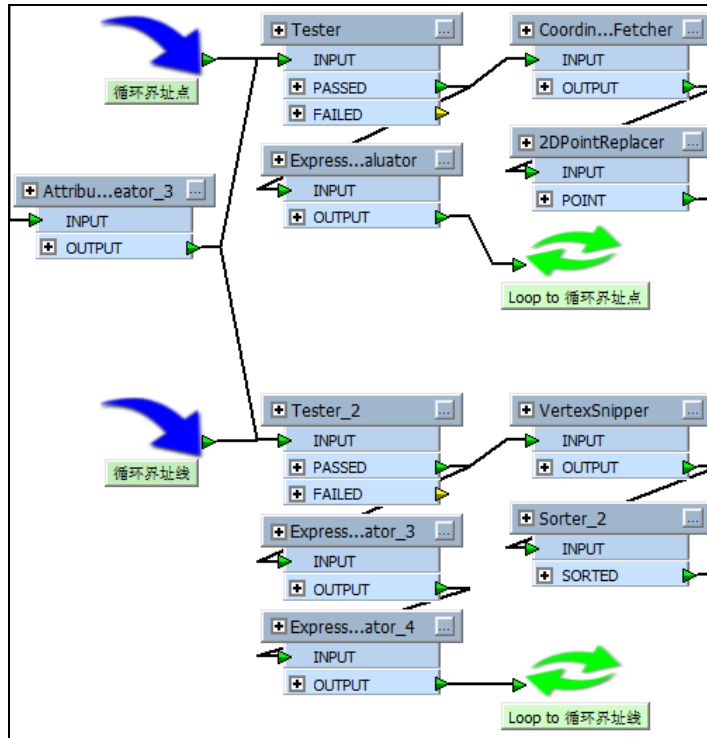 Tester
...
INPUT
PASSED
FAILED
Coordin...Fetcher
...
INPUT
OUTPUT
循环界址点
Express...aluator
...
INPUT
OUTPUT
2DPointReplacer
...
INPUT
POINT
Attribu...eator_3
...
INPUT
OUTPUT
Loop to 循环界址点
Tester_2
...
INPUT
PASSED
FAILED
VertexSnipper
...
INPUT
OUTPUT
循环界址线
Express...ator_3
...
INPUT
OUTPUT
Sorter_2
...
INPUT
SORTED
Express...ator_4
...
INPUT
OUTPUT
Loop to 循环界址线